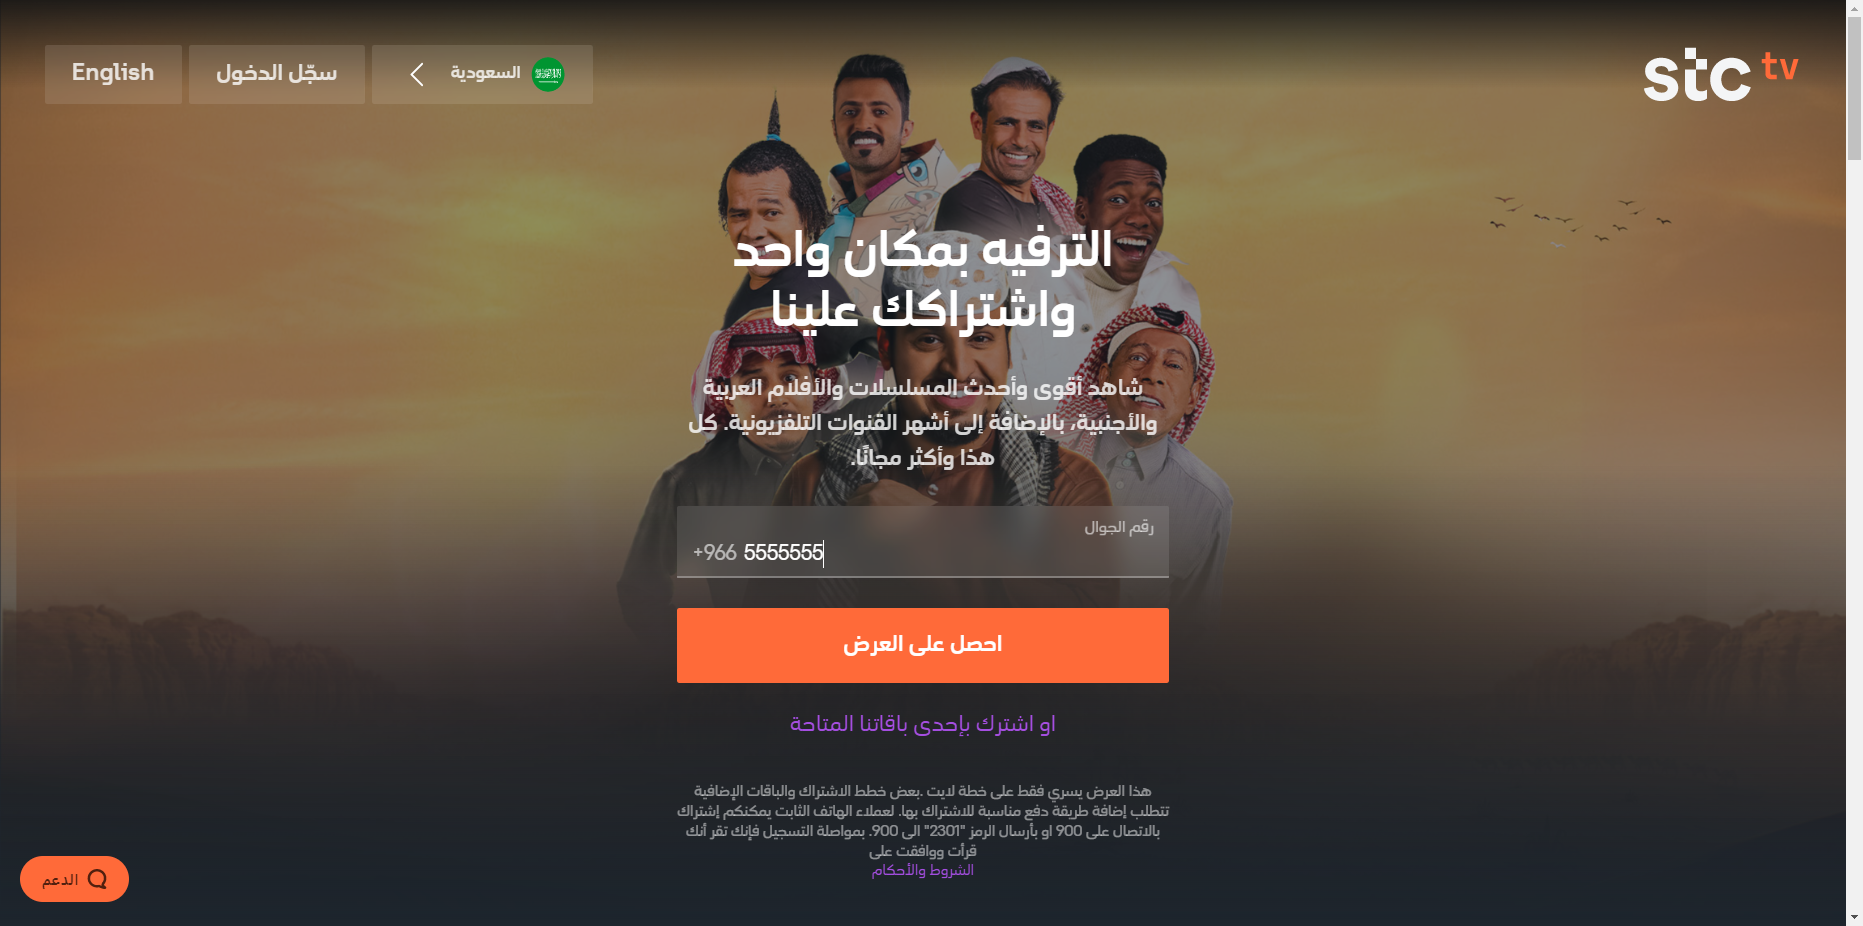 stc tv
السعودية
سجّل الدخول
English
الترفيه بمكان واحد
واشتراكك علينا
شاهد أقوى وأحدث المسلسلات والأفلام العربية
والأجنبية، بالإضافة إلى أشهر القنوات التلفزيونية. كل
هذا وأكثر مجانًا.
رقم الجوال
+966 5555555
احصل على العرض
او اشترك بإحدى باقاتنا المتاحة
هذا العرض يسري فقط على خطة لايت .بعض خطط الاشتراك والباقات الإضافية
تتطلب إضافة طريقة دفع مناسبة للاشتراك بها. لعملاء الهاتف الثابت يمكنكم إشتراك
بالاتصال على 900 او بأرسال الرمز "2301" الى 900. بمواصلة التسجيل فإنك تقر أنك
قرأت ووافقت على
الشروط والأحكام
الدعم